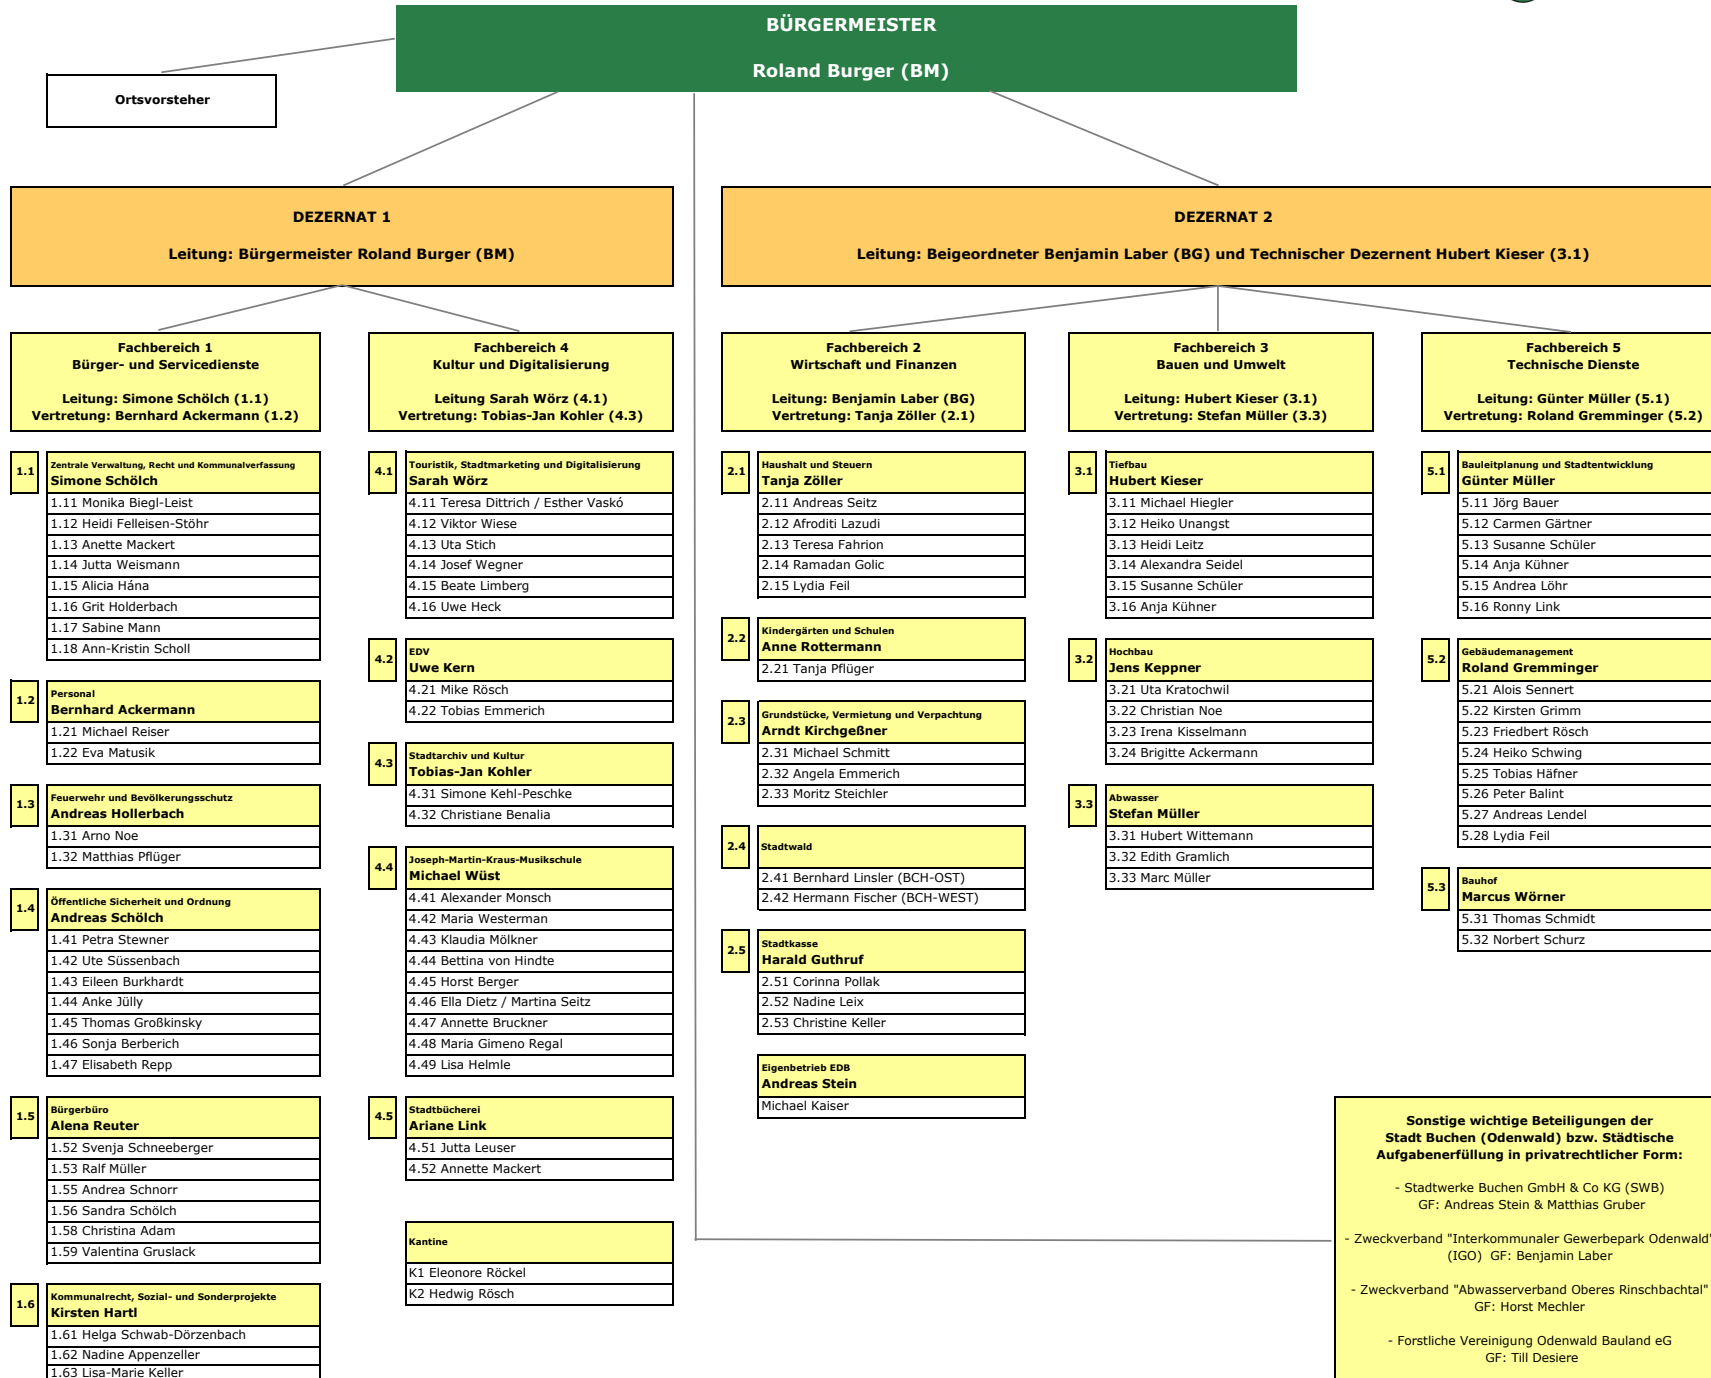 BÜRGERMEISTER
Roland Burger (BM)
Ortsvorsteher
DEZERNAT 1
Leitung: Bürgermeister Roland Burger (BM)
DEZERNAT 2
Leitung: Beigeordneter Benjamin Laber (BG) und Technischer Dezernent Hubert Kieser (3.1)
Fachbereich 1
Bürger- und Servicedienste
Leitung: Simone Schölch (1.1)
Vertretung: Bernhard Ackermann (1.2)
1.1
Zentrale Verwaltung, Recht und Kommunalverfassung
Simone Schölch
1.11 Monika Biegl-Leist
1.12 Heidi Felleisen-Stöhr
1.13 Anette Mackert
1.14 Jutta Weismann
1.15 Alicia Hána
1.16 Grit Holderbach
1.17 Sabine Mann
1.18 Ann-Kristin Scholl
1.2
Personal
Bernhard Ackermann
1.21 Michael Reiser
1.22 Eva Matusik
1.3
Feuerwehr und Bevölkerungsschutz
Andreas Hollerbach
1.31 Arno Noe
1.32 Matthias Pflüger
1.4
Öffentliche Sicherheit und Ordnung
Andreas Schölch
1.41 Petra Stewner
1.42 Ute Süssenbach
1.43 Eileen Burkhardt
1.44 Anke Jülly
1.45 Thomas Großkinsky
1.46 Sonja Berberich
1.47 Elisabeth Repp
1.5
Bürgerbüro
Alena Reuter
1.52 Svenja Schneeberger
1.53 Ralf Müller
1.55 Andrea Schnorr
1.56 Sandra Schölch
1.58 Christina Adam
1.59 Valentina Gruslack
1.6
Kommunalrecht, Sozial- und Sonderprojekte
Kirsten Hartl
1.61 Helga Schwab-Dörzenbach
1.62 Nadine Appenzeller
1.63 Lisa-Marie Keller
Fachbereich 4
Kultur und Digitalisierung
Leitung Sarah Wörz (4.1)
Vertretung: Tobias-Jan Kohler (4.3)
4.1
Touristik, Stadtmarketing und Digitalisierung
Sarah Wörz
4.11 Teresa Dittrich / Esther Vaskó
4.12 Viktor Wiese
4.13 Uta Stich
4.14 Josef Wegner
4.15 Beate Limberg
4.16 Uwe Heck
4.2
EDV
Uwe Kern
4.21 Mike Rösch
4.22 Tobias Emmerich
4.3
Stadtarchiv und Kultur
Tobias-Jan Kohler
4.31 Simone Kehl-Peschke
4.32 Christiane Benalia
4.4
Joseph-Martin-Kraus-Musikschule
Michael Wüst
4.41 Alexander Monsch
4.42 Maria Westerman
4.43 Klaudia Mölkner
4.44 Bettina von Hindte
4.45 Horst Berger
4.46 Ella Dietz / Martina Seitz
4.47 Annette Bruckner
4.48 Maria Gimeno Regal
4.49 Lisa Helmle
4.5
Stadtbücherei
Ariane Link
4.51 Jutta Leuser
4.52 Annette Mackert
Kantine
K1 Eleonore Röckel
K2 Hedwig Rösch
Fachbereich 2
Wirtschaft und Finanzen
Leitung: Benjamin Laber (BG)
Vertretung: Tanja Zöller (2.1)
2.1
Haushalt und Steuern
Tanja Zöller
2.11 Andreas Seitz
2.12 Afroditi Lazudi
2.13 Teresa Fahrion
2.14 Ramadan Golic
2.15 Lydia Feil
2.2
Kindergärten und Schulen
Anne Rottermann
2.21 Tanja Pflüger
2.3
Grundstücke, Vermietung und Verpachtung
Arndt Kirchgeßner
2.31 Michael Schmitt
2.32 Angela Emmerich
2.33 Moritz Steichler
2.4
Stadtwald
2.41 Bernhard Linsler (BCH-OST)
2.42 Hermann Fischer (BCH-WEST)
2.5
Stadtkasse
Harald Guthruf
2.51 Corinna Pollak
2.52 Nadine Leix
2.53 Christine Keller
Eigenbetrieb EDB
Andreas Stein
Michael Kaiser
Fachbereich 3
Bauen und Umwelt
Leitung: Hubert Kieser (3.1)
Vertretung: Stefan Müller (3.3)
3.1
Tiefbau
Hubert Kieser
3.11 Michael Hiegler
3.12 Heiko Unangst
3.13 Heidi Leitz
3.14 Alexandra Seidel
3.15 Susanne Schüler
3.16 Anja Kühner
3.2
Hochbau
Jens Keppner
3.21 Uta Kratochwil
3.22 Christian Noe
3.23 Irena Kisselmann
3.24 Brigitte Ackermann
3.3
Abwasser
Stefan Müller
3.31 Hubert Wittemann
3.32 Edith Gramlich
3.33 Marc Müller
Fachbereich 5
Technische Dienste
Leitung: Günter Müller (5.1)
Vertretung: Roland Gremminger (5.2)
5.1
Bauleitplanung und Stadtentwicklung
Günter Müller
5.11 Jörg Bauer
5.12 Carmen Gärtner
5.13 Susanne Schüler
5.14 Anja Kühner
5.15 Andrea Löhr
5.16 Ronny Link
5.2
Gebäudemanagement
Roland Gremminger
5.21 Alois Sennert
5.22 Kirsten Grimm
5.23 Friedbert Rösch
5.24 Heiko Schwing
5.25 Tobias Häfner
5.26 Peter Balint
5.27 Andreas Lendel
5.28 Lydia Feil
5.3
Bauhof
Marcus Wörner
5.31 Thomas Schmidt
5.32 Norbert Schurz
Sonstige wichtige Beteiligungen der
Stadt Buchen (Odenwald) bzw. Städtische
Aufgabenerfüllung in privatrechtlicher Form:
- Stadtwerke Buchen GmbH & Co KG (SWB)
GF: Andreas Stein & Matthias Gruber
- Zweckverband "Interkommunaler Gewerbepark Odenwald"
(IGO) GF: Benjamin Laber
- Zweckverband "Abwasserverband Oberes Rinschbachtal"
GF: Horst Mechler
- Forstliche Vereinigung Odenwald Bauland eG
GF: Till Desiere